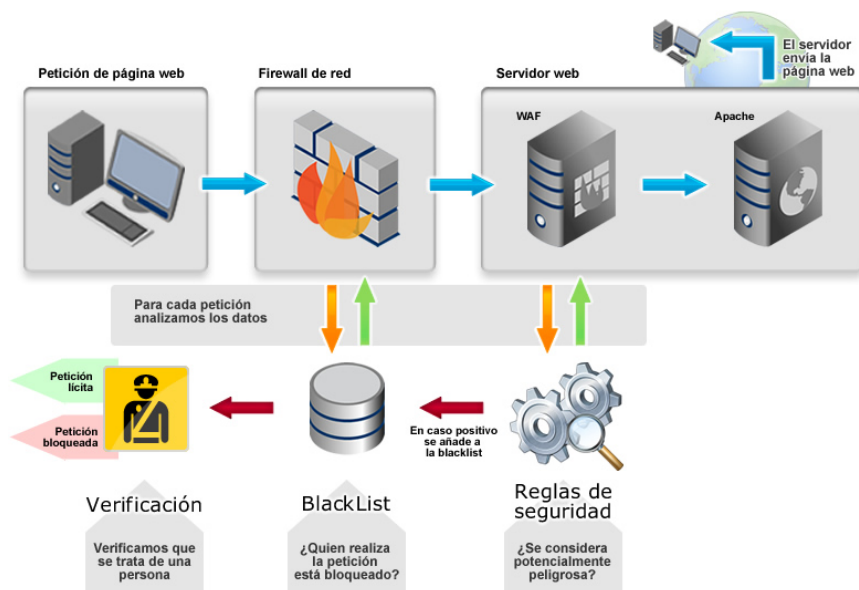 El servidor
envía la
página web
Petición de página web
Firewall de red
Servidor web
WAF
Apache
Para cada petición
analizamos los datos
Petición
lícita
Petición
bloqueada
En caso positivo
se añade a
la blacklist
Verificación
BlackList
Reglas de
seguridad
Verificamos que
se trata de una
persona
¿Quien realiza
la petición
está bloqueado?
¿Se considera
potencialmente
peligrosa?